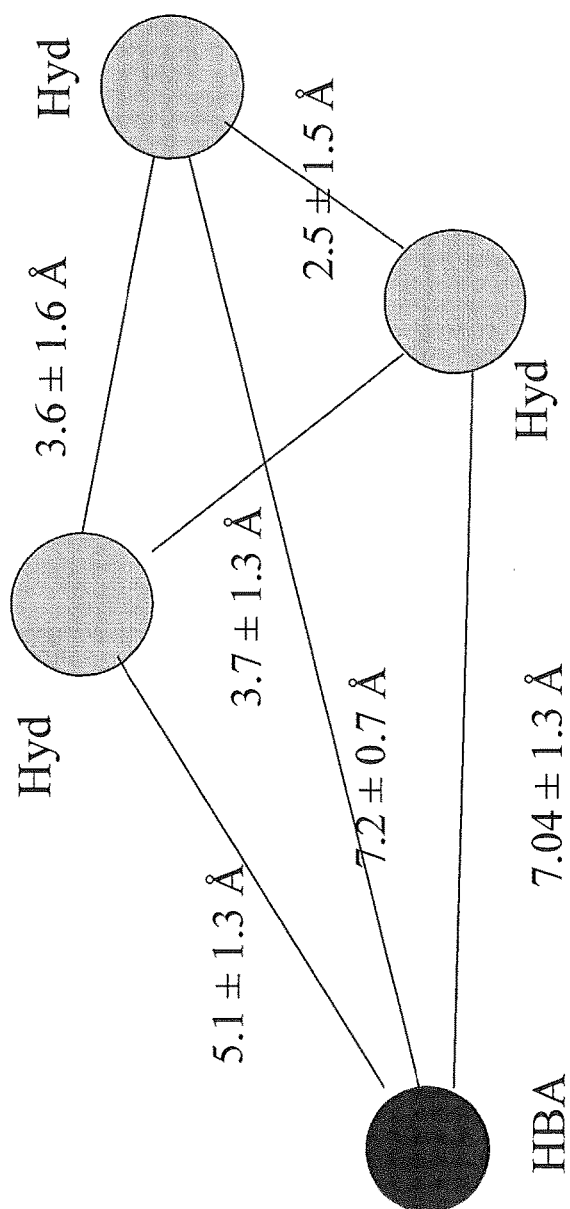 Hyd
Hyd
3.6 ± 1.6 Å
2.5 ± 1.5 Å
5.1 ± 1.3 Å
3.7 ± 1.3 Å
7.2 ± 0.7 Å
Hyd
HBA
7.04 ± 1.3 Å